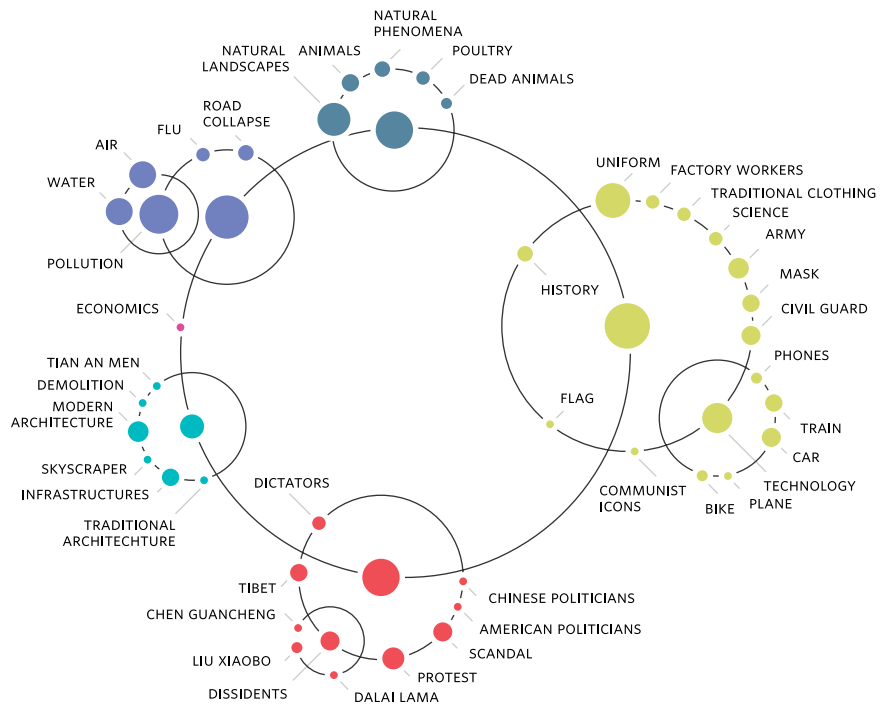 NATURAL
PHENOMENA
NATURAL
LANDSCAPES
ANIMALS
POULTRY
DEAD ANIMALS
ROAD
COLLAPSE
FLU
AIR
WATER
POLLUTION
UNIFORM
FACTORY WORKERS
TRADITIONAL CLOTHING
SCIENCE
ARMY
MASK
CIVIL GUARD
HISTORY
ECONOMICS
PHONES
TIAN AN MEN
DEMOLITION
MODERN
ARCHITECTURE
FLAG
TRAIN
CAR
SKYSCRAPER
INFRASTRUCTURES
TRADITIONAL
ARCHITECHTURE
COMMUNIST
ICONS
TECHNOLOGY
PLANE
BIKE
DICTATORS
TIBET
CHINESE POLITICIANS
CHEN GUANCHENG
AMERICAN POLITICIANS
SCANDAL
LIU XIAOBO
PROTEST
DISSIDENTS
DALAI LAMA